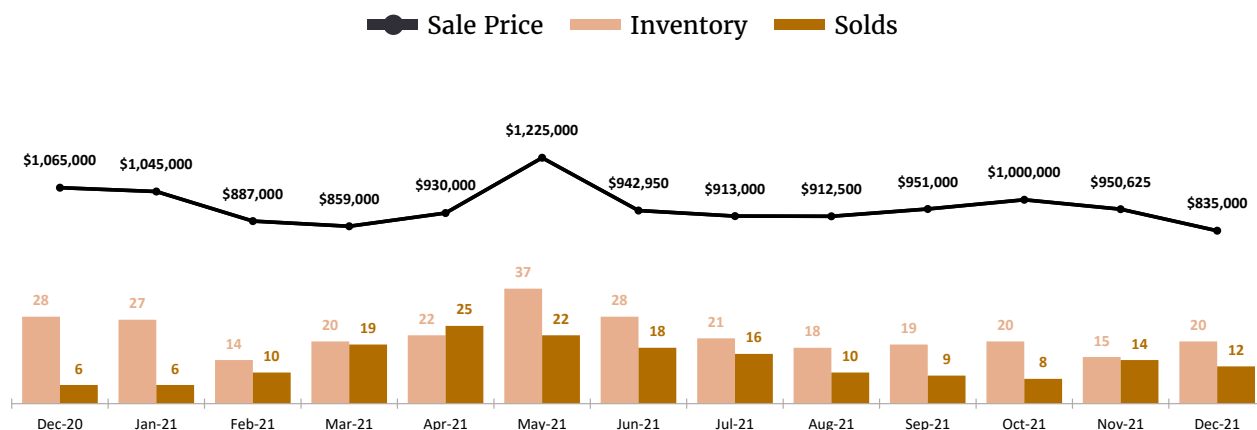 Sale Price Inventory Solds
$1,065,000 $1,045,000 $887,000 $859,000 $930,000 $1,225,000 $942,950 $913,000 $912,500 $951,000 $1,000,000 $950,625 $835,000
28 27 14 20 22 37 28 21 18 19 20 15 20
6 6 10 19 25 22 18 16 10 9 8 14 12
Dec-20 Jan-21 Feb-21 Mar-21 Apr-21 May-21 Jun-21 Jul-21 Aug-21 Sep-21 Oct-21 Nov-21 Dec-21